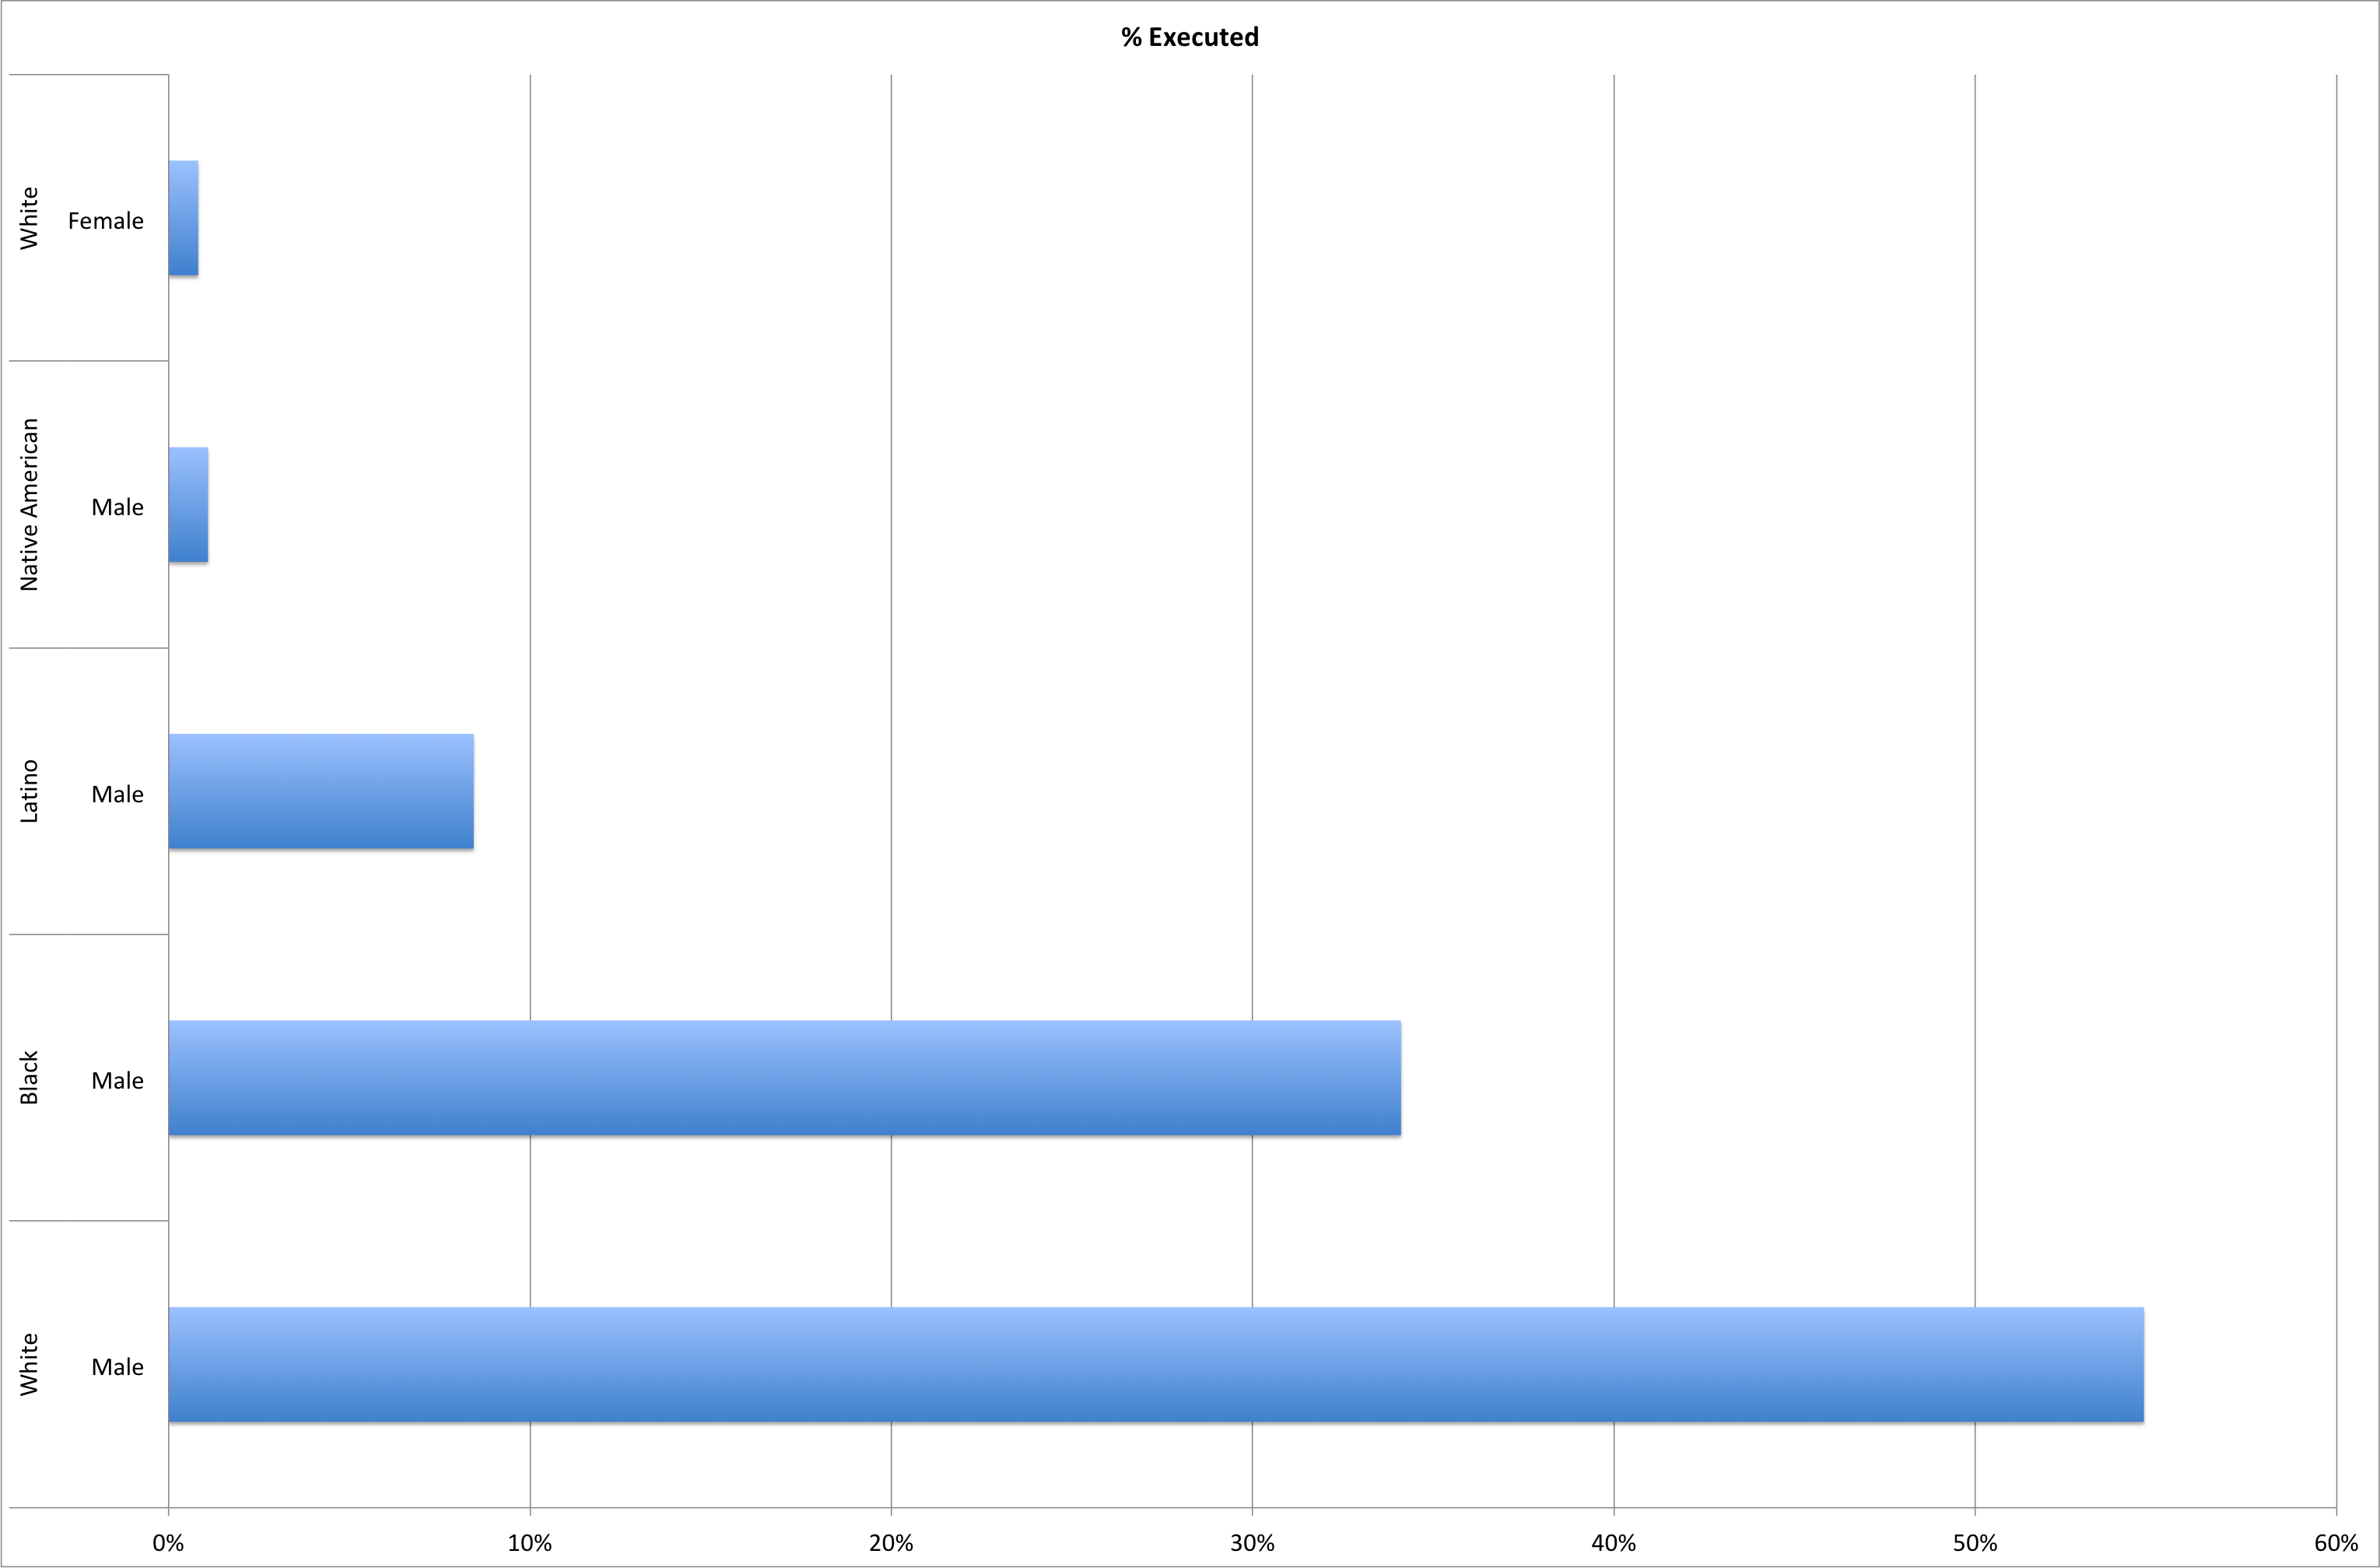 % Executed
White
Female
Native American
Male
Latino
Male
Black
Male
White
Male
0% 10% 20% 30% 40% 50% 60%